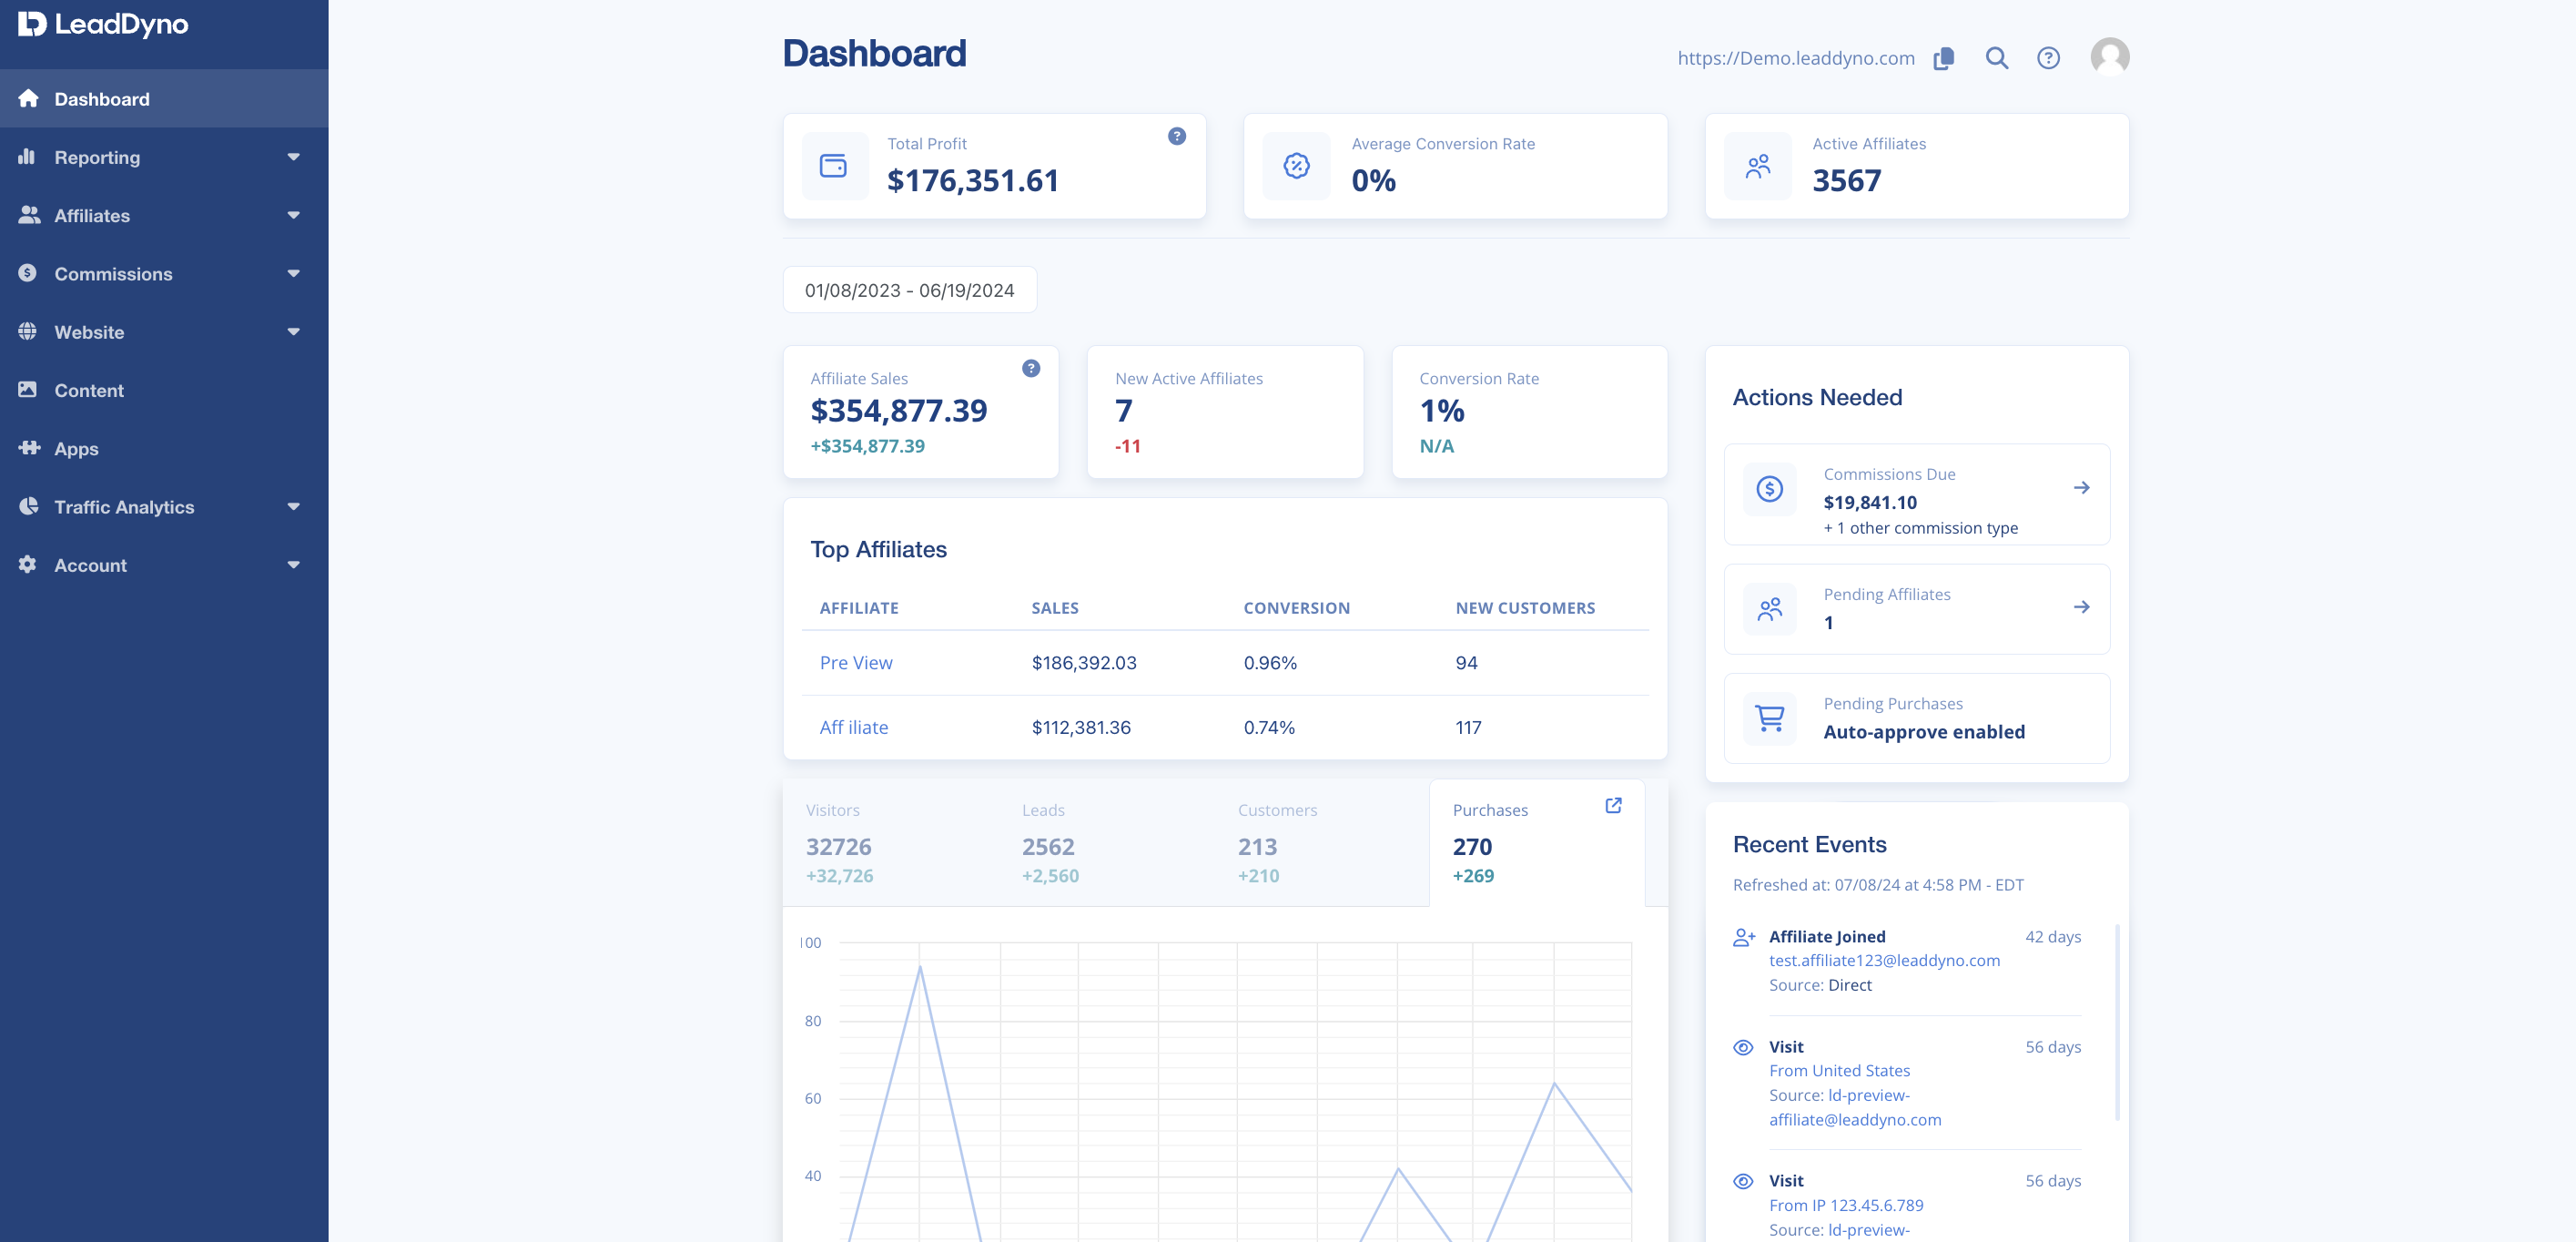 LeadDyno
Dashboard
Reporting
Affiliates
Commissions
Website
Content
Apps
Traffic Analytics
Account
Dashboard
https://Demo.leaddyno.com
Total Profit
$176,351.61
Average Conversion Rate
0%
Active Affiliates
3567
01/08/2023 - 06/19/2024
Affiliate Sales
$354,877.39
+$354,877.39
New Active Affiliates
7
-11
Conversion Rate
1%
N/A
Top Affiliates
AFFILIATE SALES CONVERSION NEW CUSTOMERS
Pre View $186,392.03 0.96% 94
Aff iliate $112,381.36 0.74% 117
Visitors
32726
+32,726
Leads
2562
+2,560
Customers
213
+210
Purchases
270
+269
100
80
60
40
Actions Needed
Commissions Due
$19,841.10
+ 1 other commission type
Pending Affiliates
1
Pending Purchases
Auto-approve enabled
Recent Events
Refreshed at: 07/08/24 at 4:58 PM - EDT
Affiliate Joined 42 days
test.affiliate123@leaddyno.com
Source: Direct
Visit 56 days
From United States
Source: ld-preview-
affiliate@leaddyno.com
Visit 56 days
From IP 123.45.6.789
Source: ld-preview-